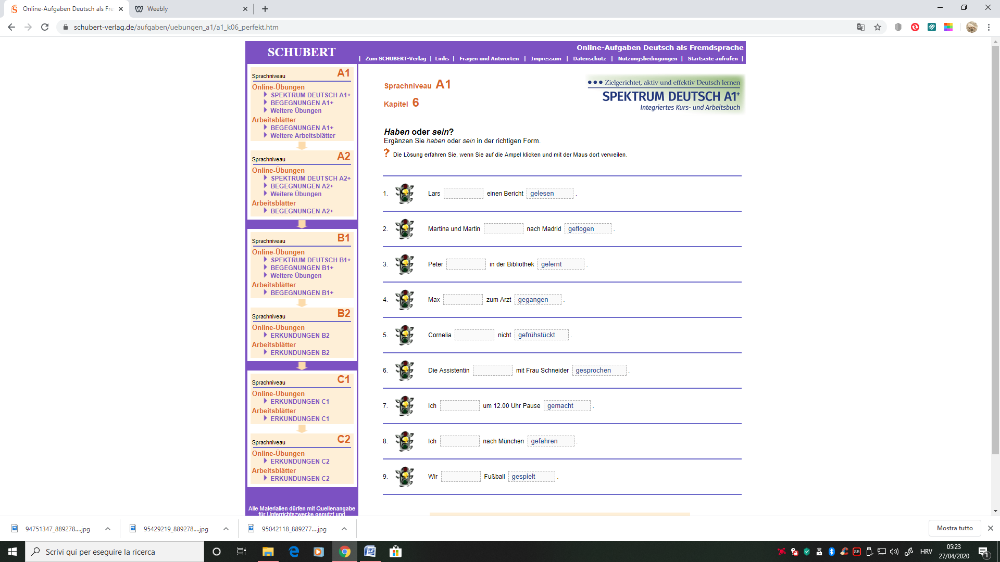 Online-Aufgaben Deutsch als Fre
Weebly
schubert-verlag.de/aufgaben/uebungen_a1/a1_k06_perfekt.htm
SCHUBERT
Online-Aufgaben Deutsch als Fremdsprache
| Zum SCHUBERT-Verlag | Links | Fragen und Antworten | Impressum | Datenschutz | Nutzungsbedingungen | Startseite aufrufen |
Sprachniveau A1
Online-Übungen
SPEKTRUM DEUTSCH A1+
BEGEGNUNGEN A1+
Weitere Übungen
Arbeitsblätter
BEGEGNUNGEN A1+
Weitere Arbeitsblätter
Sprachniveau A2
Online-Übungen
SPEKTRUM DEUTSCH A2+
BEGEGNUNGEN A2+
Weitere Übungen
Arbeitsblätter
BEGEGNUNGEN A2+
Sprachniveau B1
Online-Übungen
SPEKTRUM DEUTSCH B1+
BEGEGNUNGEN B1+
Weitere Übungen
Arbeitsblätter
BEGEGNUNGEN B1+
Sprachniveau B2
Online-Übungen
ERKUNDUNGEN B2
Arbeitsblätter
ERKUNDUNGEN B2
Sprachniveau C1
Online-Übungen
ERKUNDUNGEN C1
Arbeitsblätter
ERKUNDUNGEN C1
Sprachniveau C2
Online-Übungen
ERKUNDUNGEN C2
Arbeitsblätter
ERKUNDUNGEN C2
Alle Materialien dürfen mit Quellenangabe
für Unterrichtszwecke genutzt und
Sprachniveau A1
Kapitel 6
••• Zielgerichtet, aktiv und effektiv Deutsch lernen
SPEKTRUM DEUTSCH A1+
Integriertes Kurs- und Arbeitsbuch
Haben oder sein?
Ergänzen Sie haben oder sein in der richtigen Form.
? Die Lösung erfahren Sie, wenn Sie auf die Ampel klicken und mit der Maus dort verweilen.
1. Lars einen Bericht gelesen .
2. Martina und Martin nach Madrid geflogen .
3. Peter in der Bibliothek gelernt .
4. Max zum Arzt gegangen .
5. Cornelia nicht gefrühstückt .
6. Die Assistentin mit Frau Schneider gesprochen .
7. Ich um 12.00 Uhr Pause gemacht .
8. Ich nach München gefahren .
9. Wir Fußball gespielt .
94751347_889278....jpg
95429219_889278....jpg
95042118_889277....jpg
Mostra tutto
Scrivi qui per eseguire la ricerca
HRV
05:23
27/04/2020
1